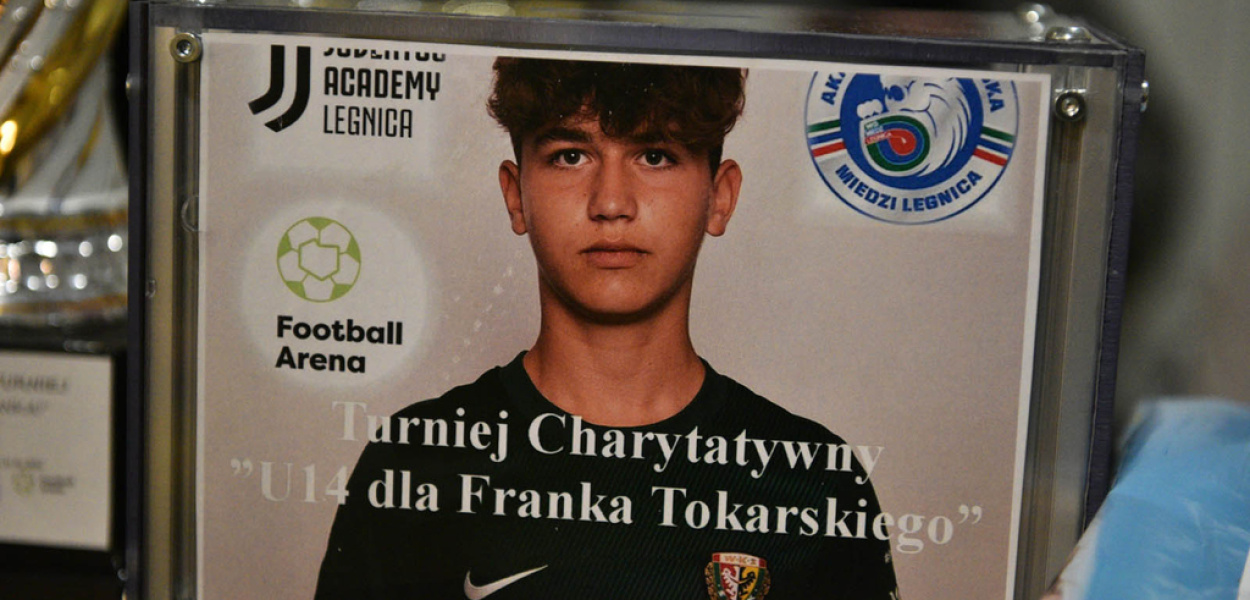 ACADEMY
LEGNICA
MIEDZI LEGNICA
Football
Arena
Turniej Charytatywny
”U14 dla Franka Tokarskiego”